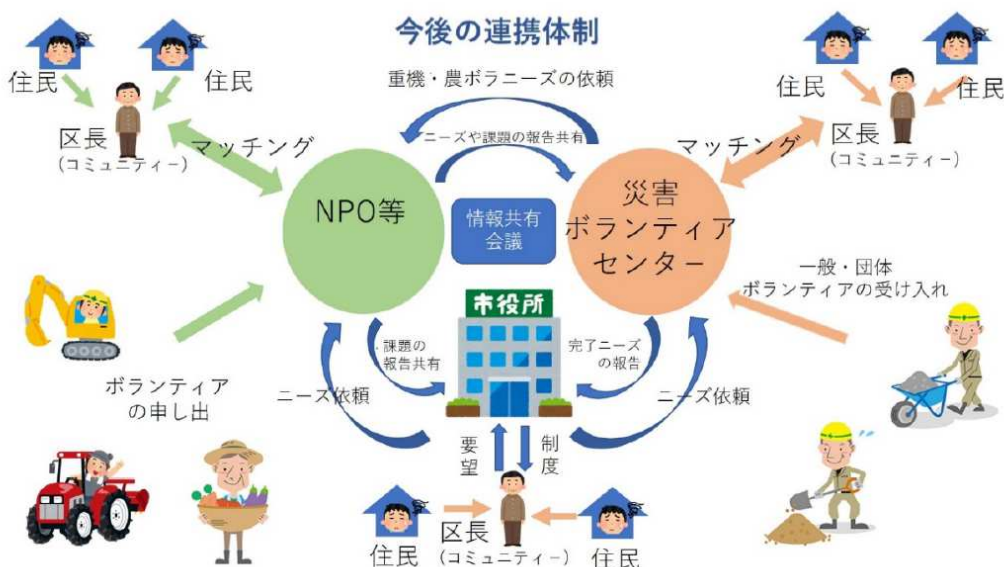 今後の連携体制
住民
住民
区長
(コミュニティー)
マッチング
重機・農ボラニーズの依頼
ニーズや課題の報告共有
住民
住民
区長
(コミュニティー)
マッチング
NPO等
情報共有
会議
災害
ボランティア
センター
一般・団体
ボランティアの受け入れ
市役所
課題の
報告共有
完了ニーズ
の報告
ボランティア
の申し出
ニーズ依頼
ニーズ依頼
要望
制度
住民
区長
(コミュニティー)
住民